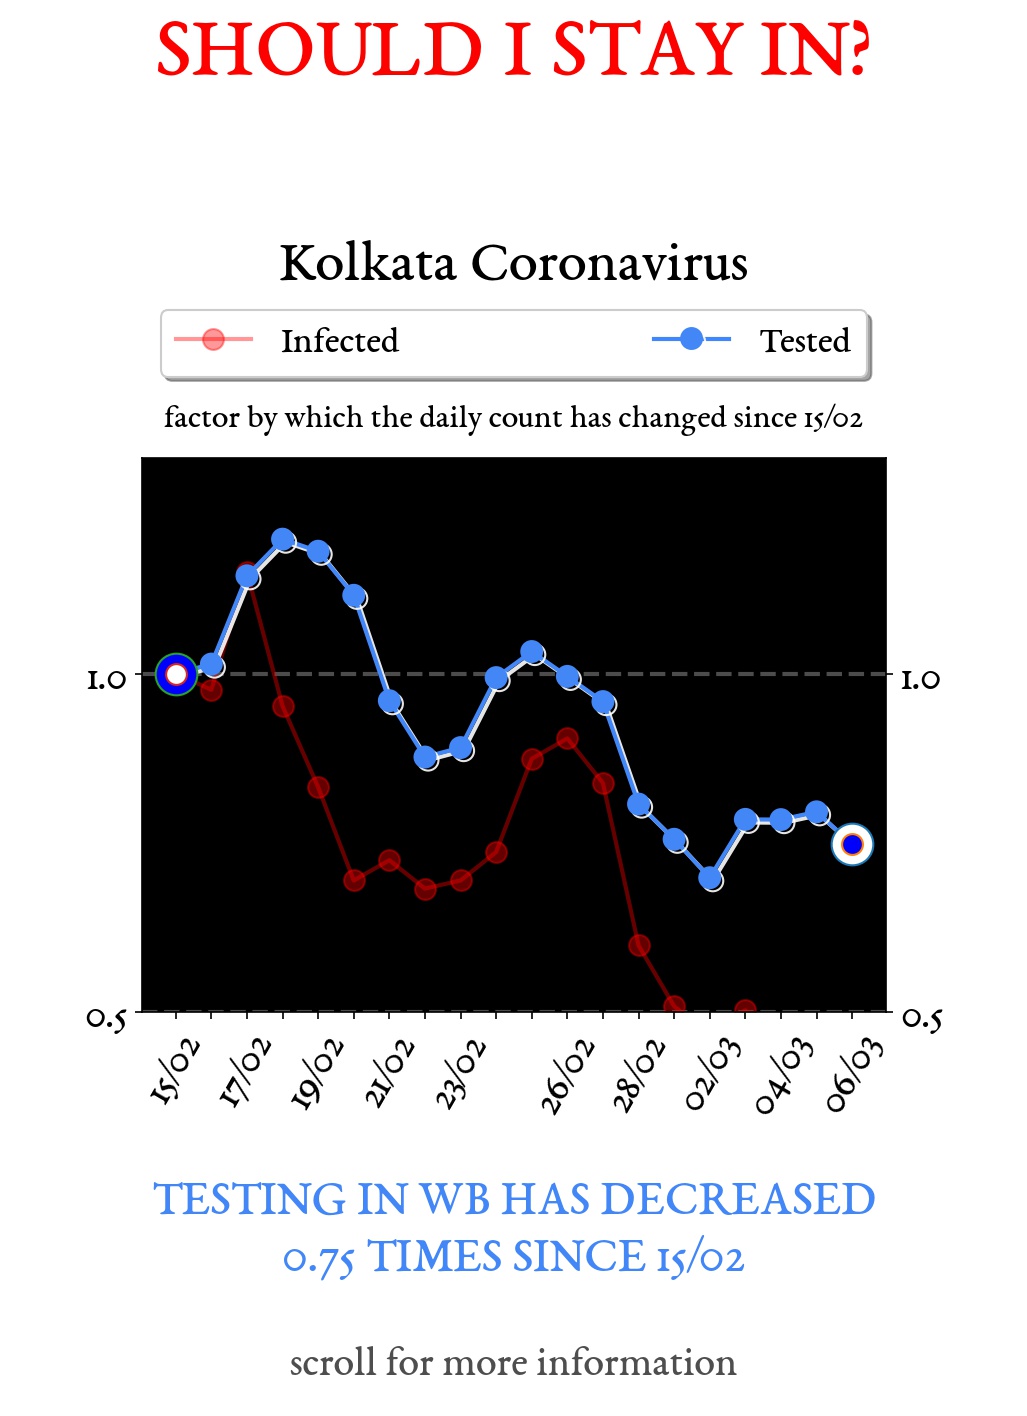 SHOULD I STAY IN?
Kolkata Coronavirus
Infected Tested
factor by which the daily count has changed since 15/02
1.0 1.0
0.5 0.5
15/02 17/02 19/02 21/02 23/02 26/02 28/02 02/03 04/03 06/03
TESTING IN WB HAS DECREASED
0.75 TIMES SINCE 15/02
scroll for more information